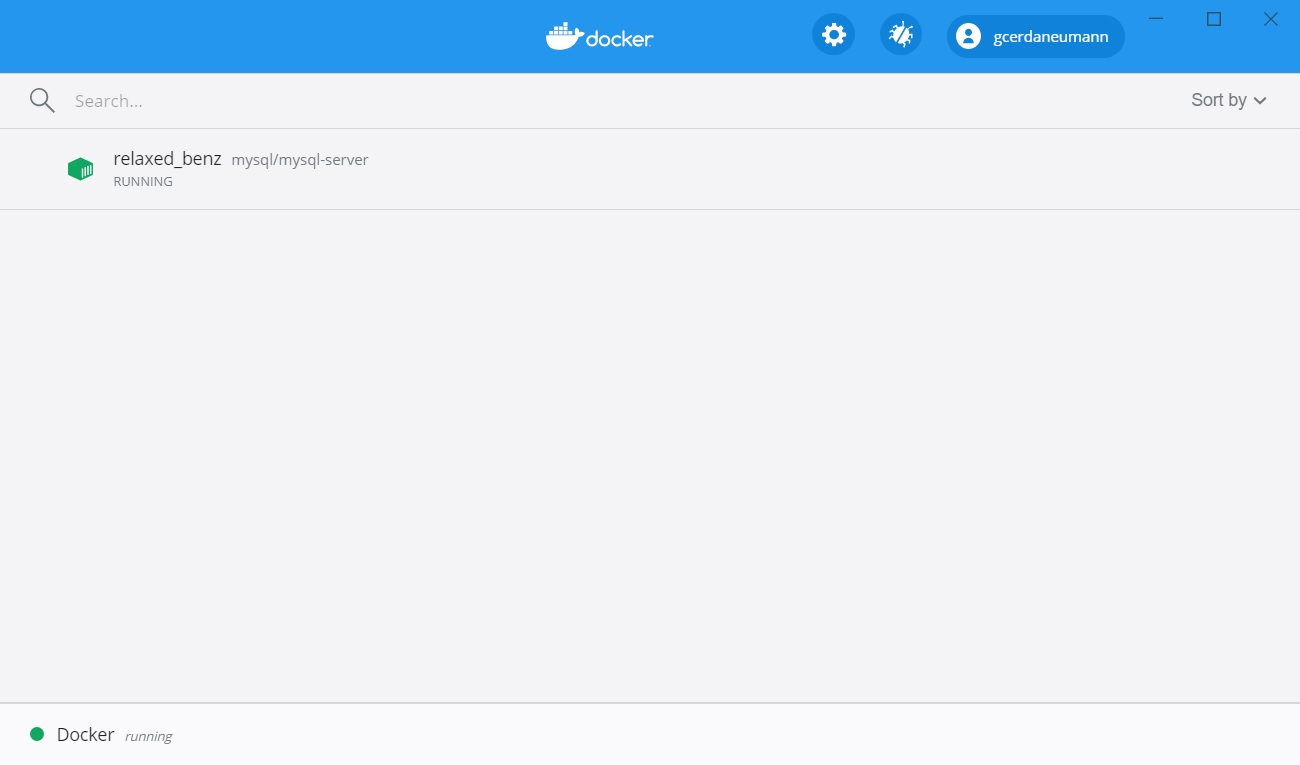 docker
gcerdaneumann
Search...
Sort by
relaxed_benz mysql/mysql-server
RUNNING
Docker running